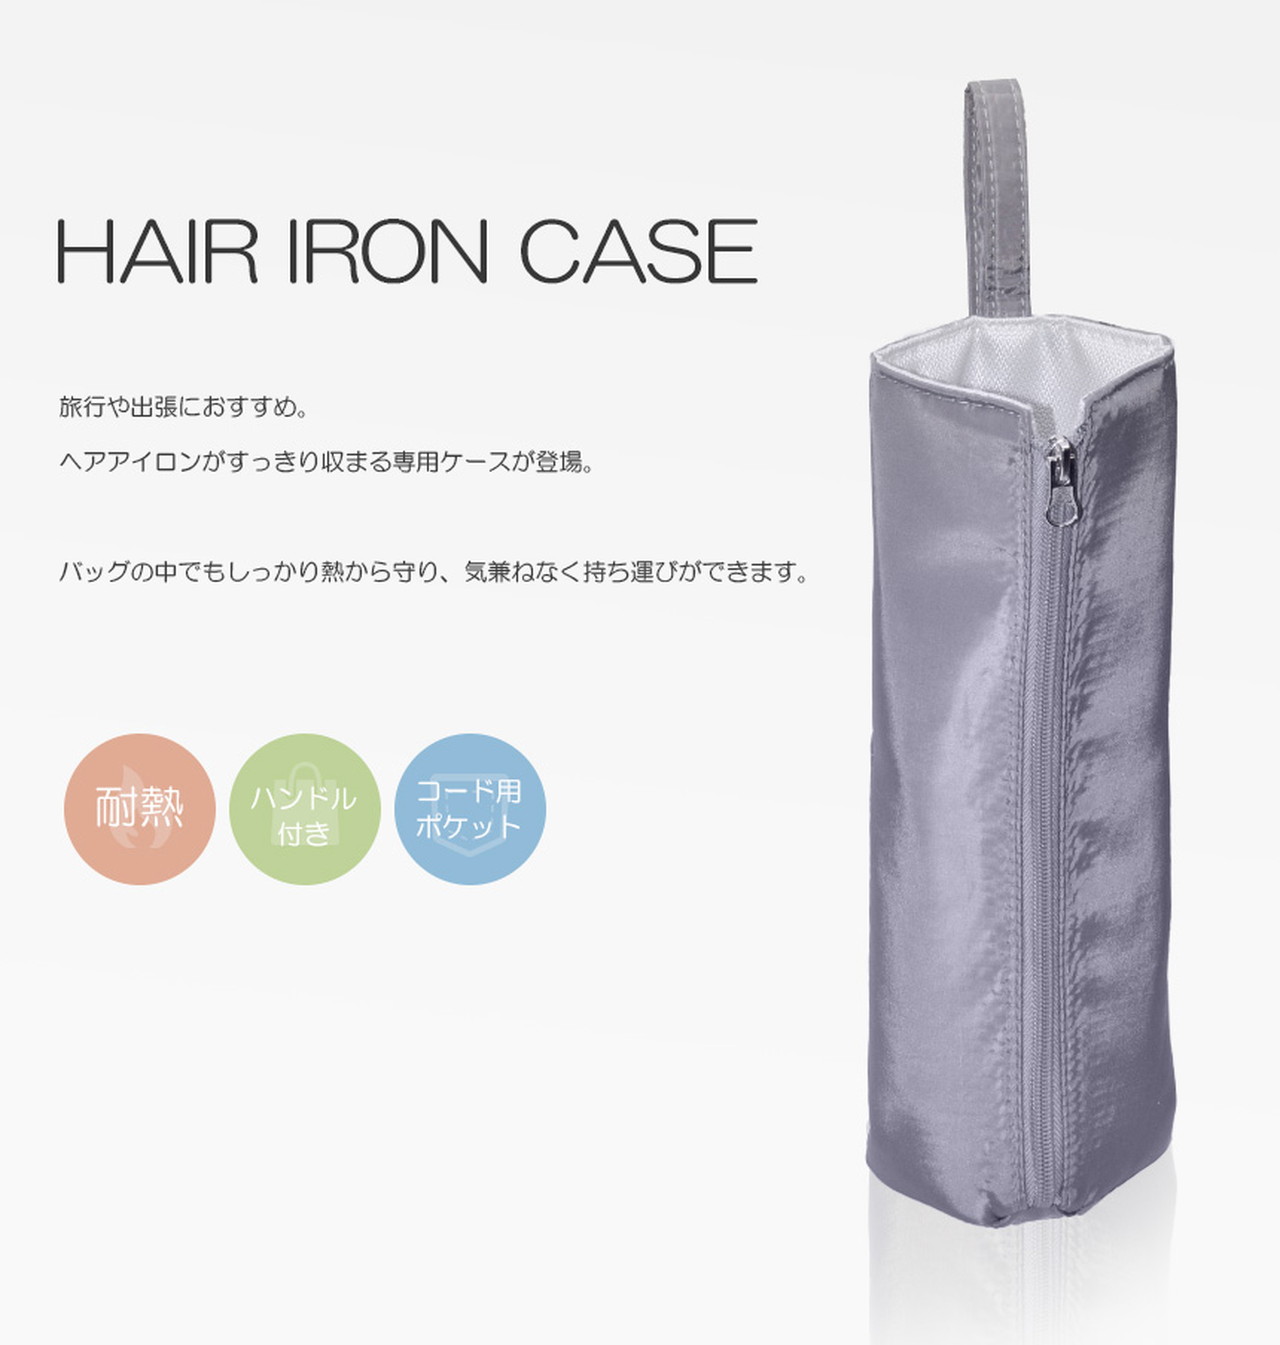 HAIR IRON CASE
旅行や出張におすすめ。
ヘアアイロンがすっきり収まる専用ケースが登場。
バッグの中でもしっかり熱から守り、気兼ねなく持ち運びができます。
耐熱
ハンドル
付き
コード用
ポケット